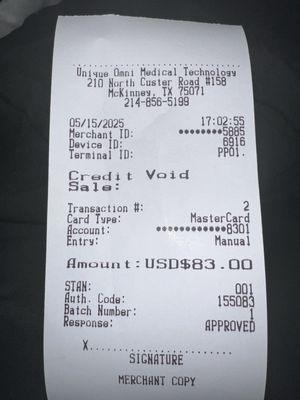 Unique Omni Medical Technology
210 North Custer Road #158
McKinney, TX 75071
214-856-5199
05/15/2025 17:02:55
Merchant ID: ●●●●●●●●5885
Device ID: 6916
Terminal ID: PP01.
Credit Void
Sale:
Transaction #: 2
Card Type: MasterCard
Account: ●●●●●●●●●●●●8301
Entry: Manual
Amount: USD$83.00
STAN: 001
Auth. Code: 155083
Batch Number: 1
Response: APPROVED
X..............................
SIGNATURE
MERCHANT COPY